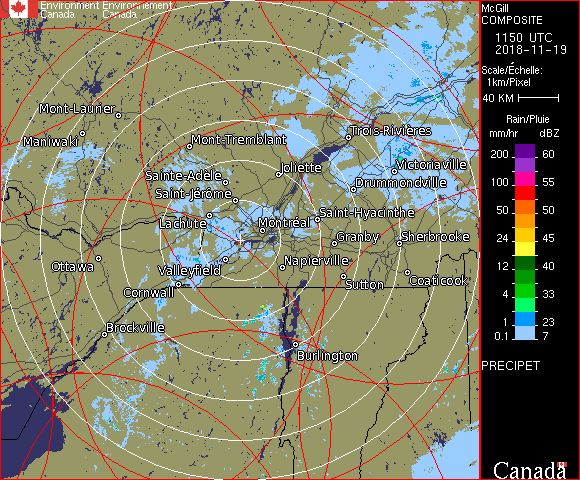 Environment Environnement
Canada Canada
McGill
COMPOSITE
1150 UTC
2018-11-19
Scale/Échelle:
1km/Pixel
40 KM
Rain/Pluie
mm/hr dBZ
200 60
100 55
50 50
24 45
12 40
4 33
1 23
0.1 7
PRECIPET
Canada
Mont-Laurier
Maniwaki
Mont-Tremblant
Trois-Rivières
Sainte-Adele
Joliette
Victoriaville
Saint-Jérome
Drummondville
Lachute
Montréal
Saint-Hyacinthe
Granby
Sherbrooke
Ottawa
Valleyfield
Napierville
Cornwall
Sutton
Coaticook
Brockville
Burlington